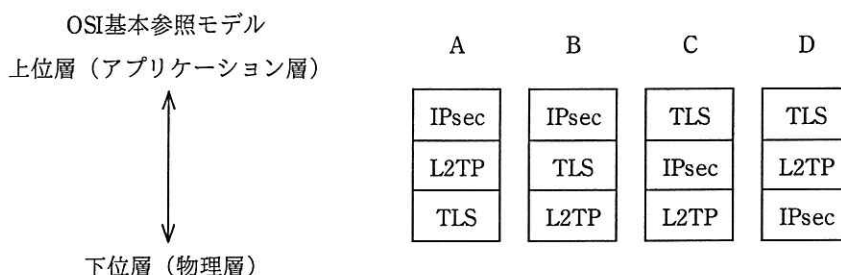 OSI基本参照モデル
上位層（アプリケーション層）
下位層（物理層）
A B C D
IPsec IPsec TLS TLS
L2TP TLS IPsec L2TP
TLS L2TP L2TP IPsec